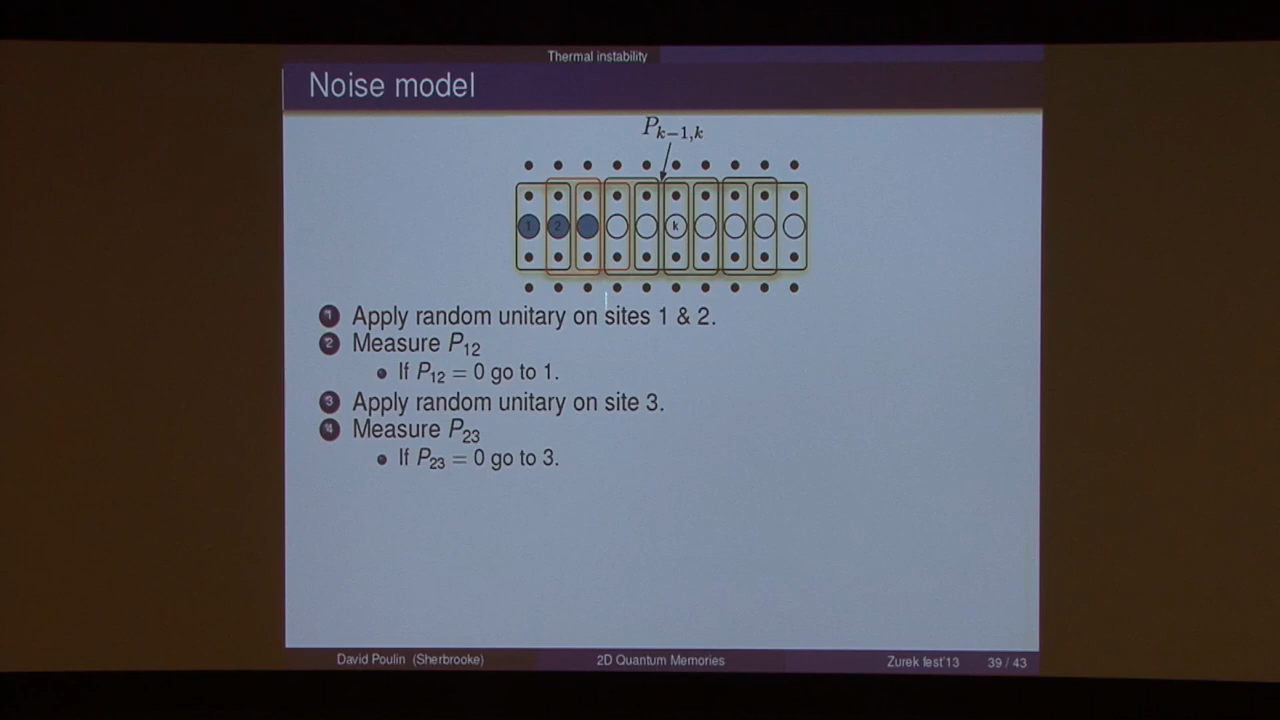 Thermal instability
Noise model
P_{k−1,k}
1 2 k
1 Apply random unitary on sites 1 & 2.
2 Measure P_{12}
• If P_{12} = 0 go to 1.
3 Apply random unitary on site 3.
4 Measure P_{23}
• If P_{23} = 0 go to 3.
David Poulin (Sherbrooke) 2D Quantum Memories Zurek fest'13 39 / 43